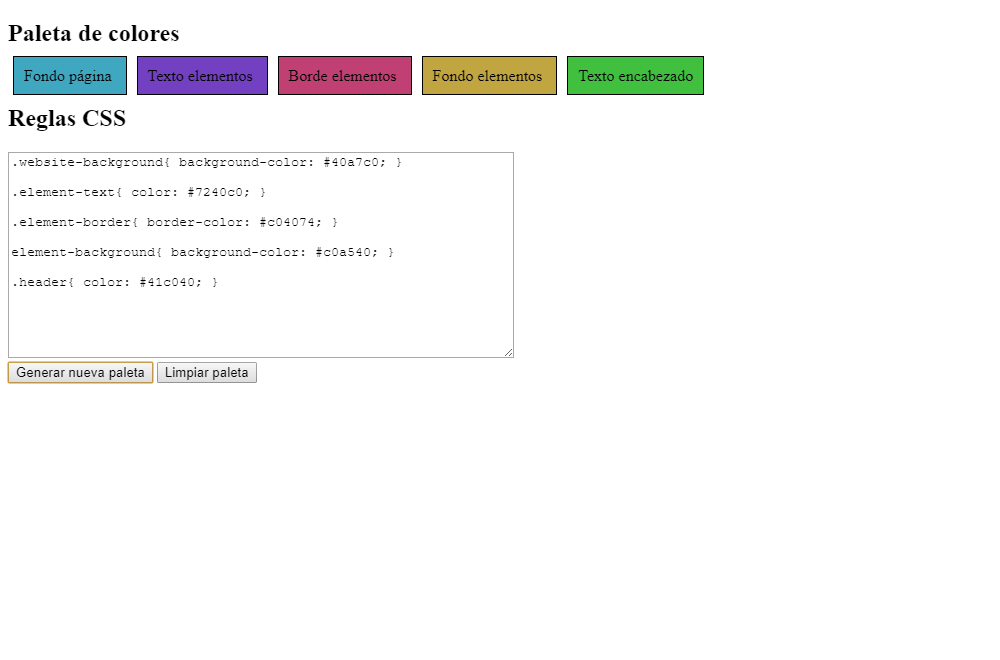 Paleta de colores
Fondo página Texto elementos Borde elementos Fondo elementos Texto encabezado
Reglas CSS
.website-background{ background-color: #40a7c0; }
.element-text{ color: #7240c0; }
.element-border{ border-color: #c04074; }
element-background{ background-color: #c0a540; }
.header{ color: #41c040; }
Generar nueva paleta Limpiar paleta